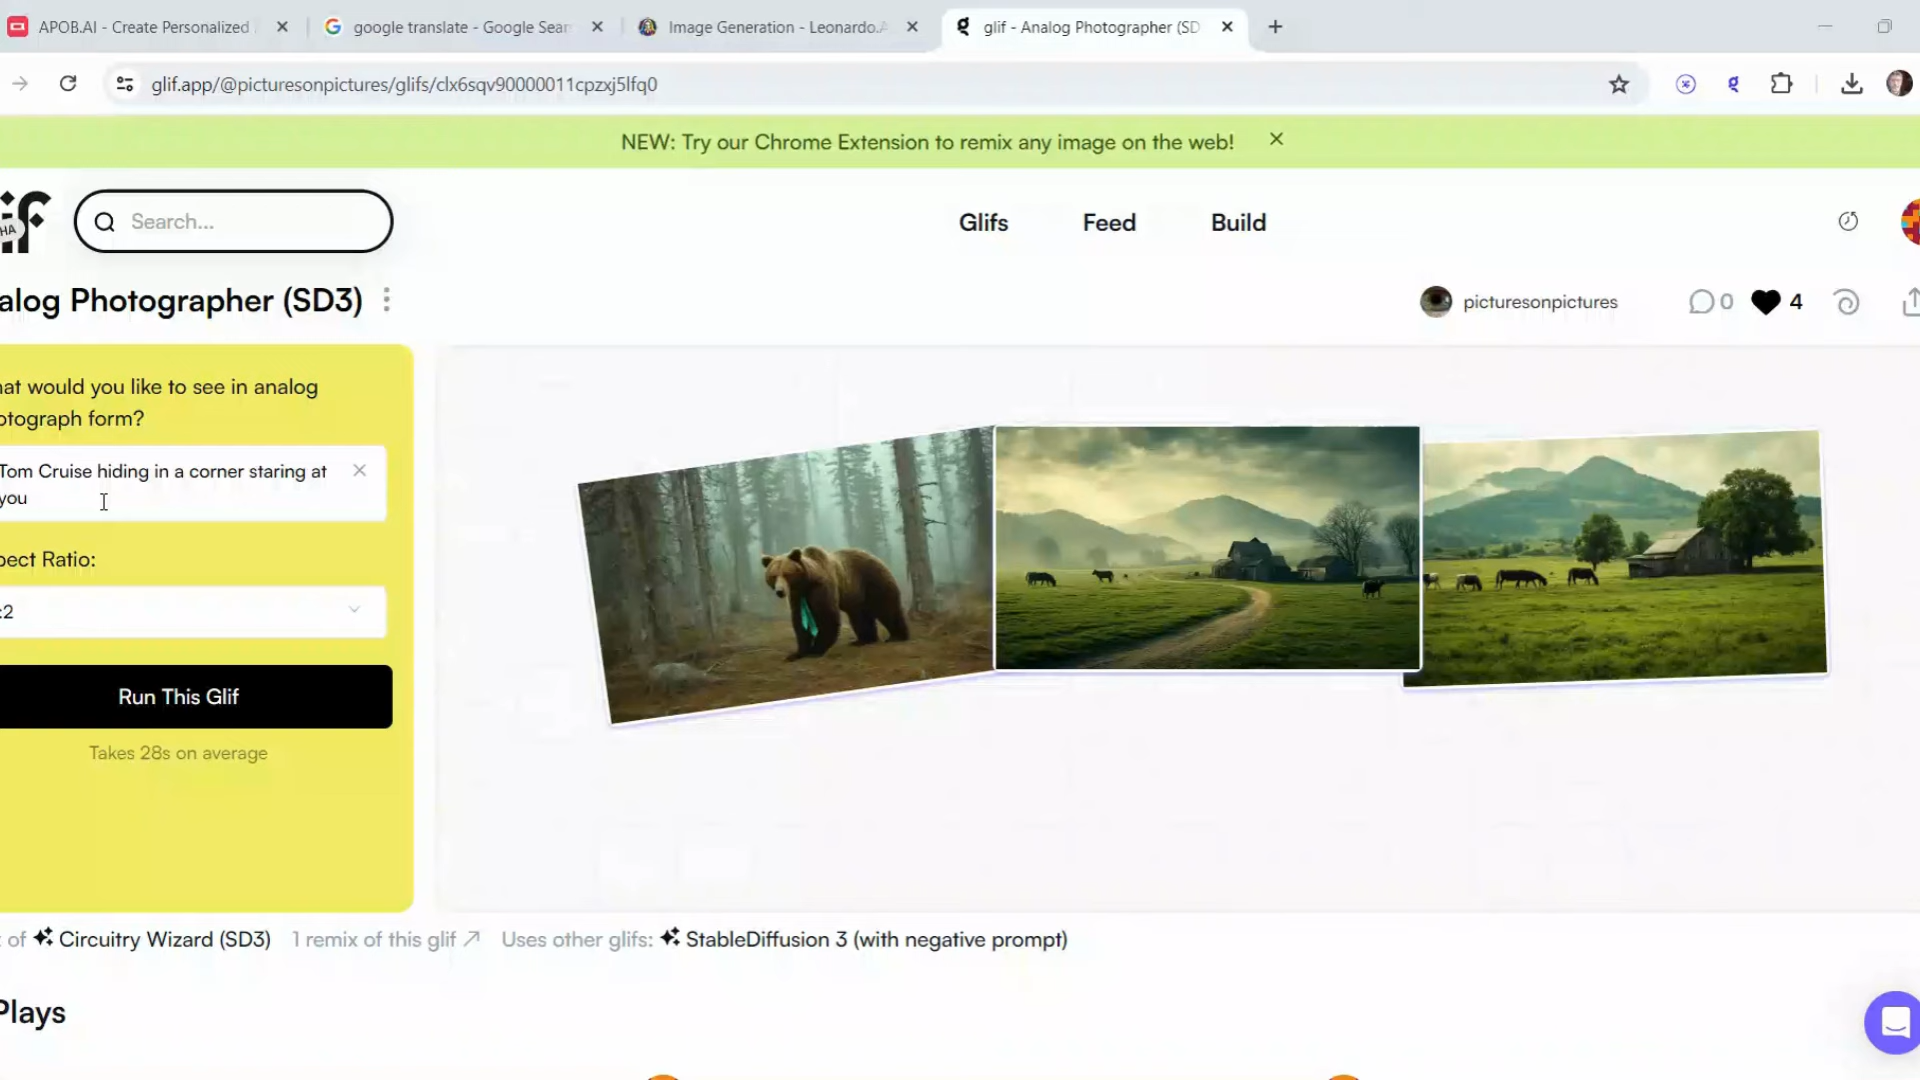 APOB.AI - Create Personalized
google translate - Google Sear
Image Generation - Leonardo.A
glif - Analog Photographer (SD
glif.app/@picturesonpictures/glifs/clx6sqv90000011cpzxj5lfq0
NEW: Try our Chrome Extension to remix any image on the web!
if
HA
Search...
Glifs
Feed
Build
alog Photographer (SD3)
picturesonpictures
0
4
at would you like to see in analog
otograph form?
Tom Cruise hiding in a corner staring at
you
pect Ratio:
:2
Run This Glif
Takes 28s on average
of Circuitry Wizard (SD3)
1 remix of this glif
Uses other glifs: StableDiffusion 3 (with negative prompt)
Plays